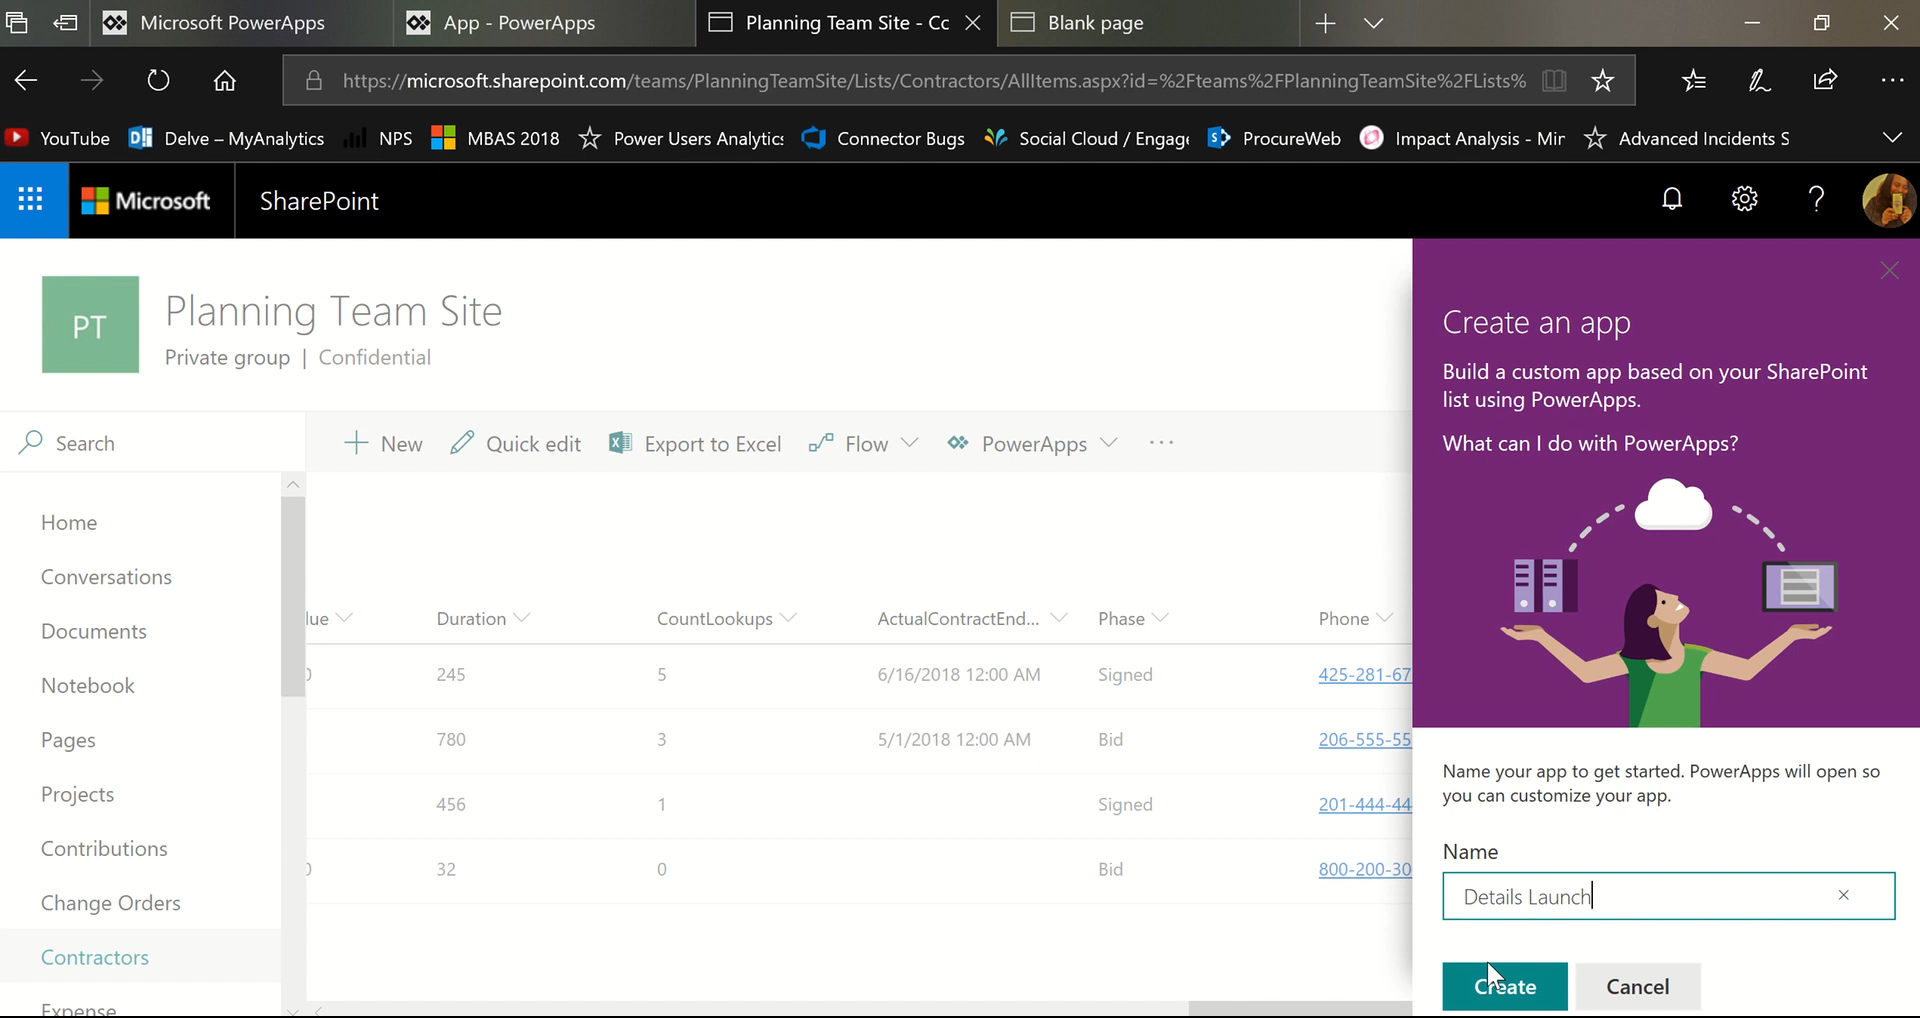 Microsoft PowerApps
App - PowerApps
Planning Team Site - Cc
Blank page
https://microsoft.sharepoint.com/teams/PlanningTeamSite/Lists/Contractors/AllItems.aspx?id=%2Fteams%2FPlanningTeamSite%2FLists%
YouTube
Delve – MyAnalytics
NPS
MBAS 2018
Power Users Analytics
Connector Bugs
Social Cloud / Engage
ProcureWeb
Impact Analysis - Mir
Advanced Incidents S
Microsoft
SharePoint
PT
Planning Team Site
Private group | Confidential
Search
New
Quick edit
Export to Excel
Flow
PowerApps
Home
Conversations
Documents
Notebook
Pages
Projects
Contributions
Change Orders
Contractors
Expense
lue Duration CountLookups ActualContractEnd... Phase Phone
0 245 5 6/16/2018 12:00 AM Signed 425-281-67
780 3 5/1/2018 12:00 AM Bid 206-555-55
456 1 Signed 201-444-44
0 32 0 Bid 800-200-30
Create an app
Build a custom app based on your SharePoint
list using PowerApps.
What can I do with PowerApps?
Name your app to get started. PowerApps will open so
you can customize your app.
Name
Details Launch
Create
Cancel